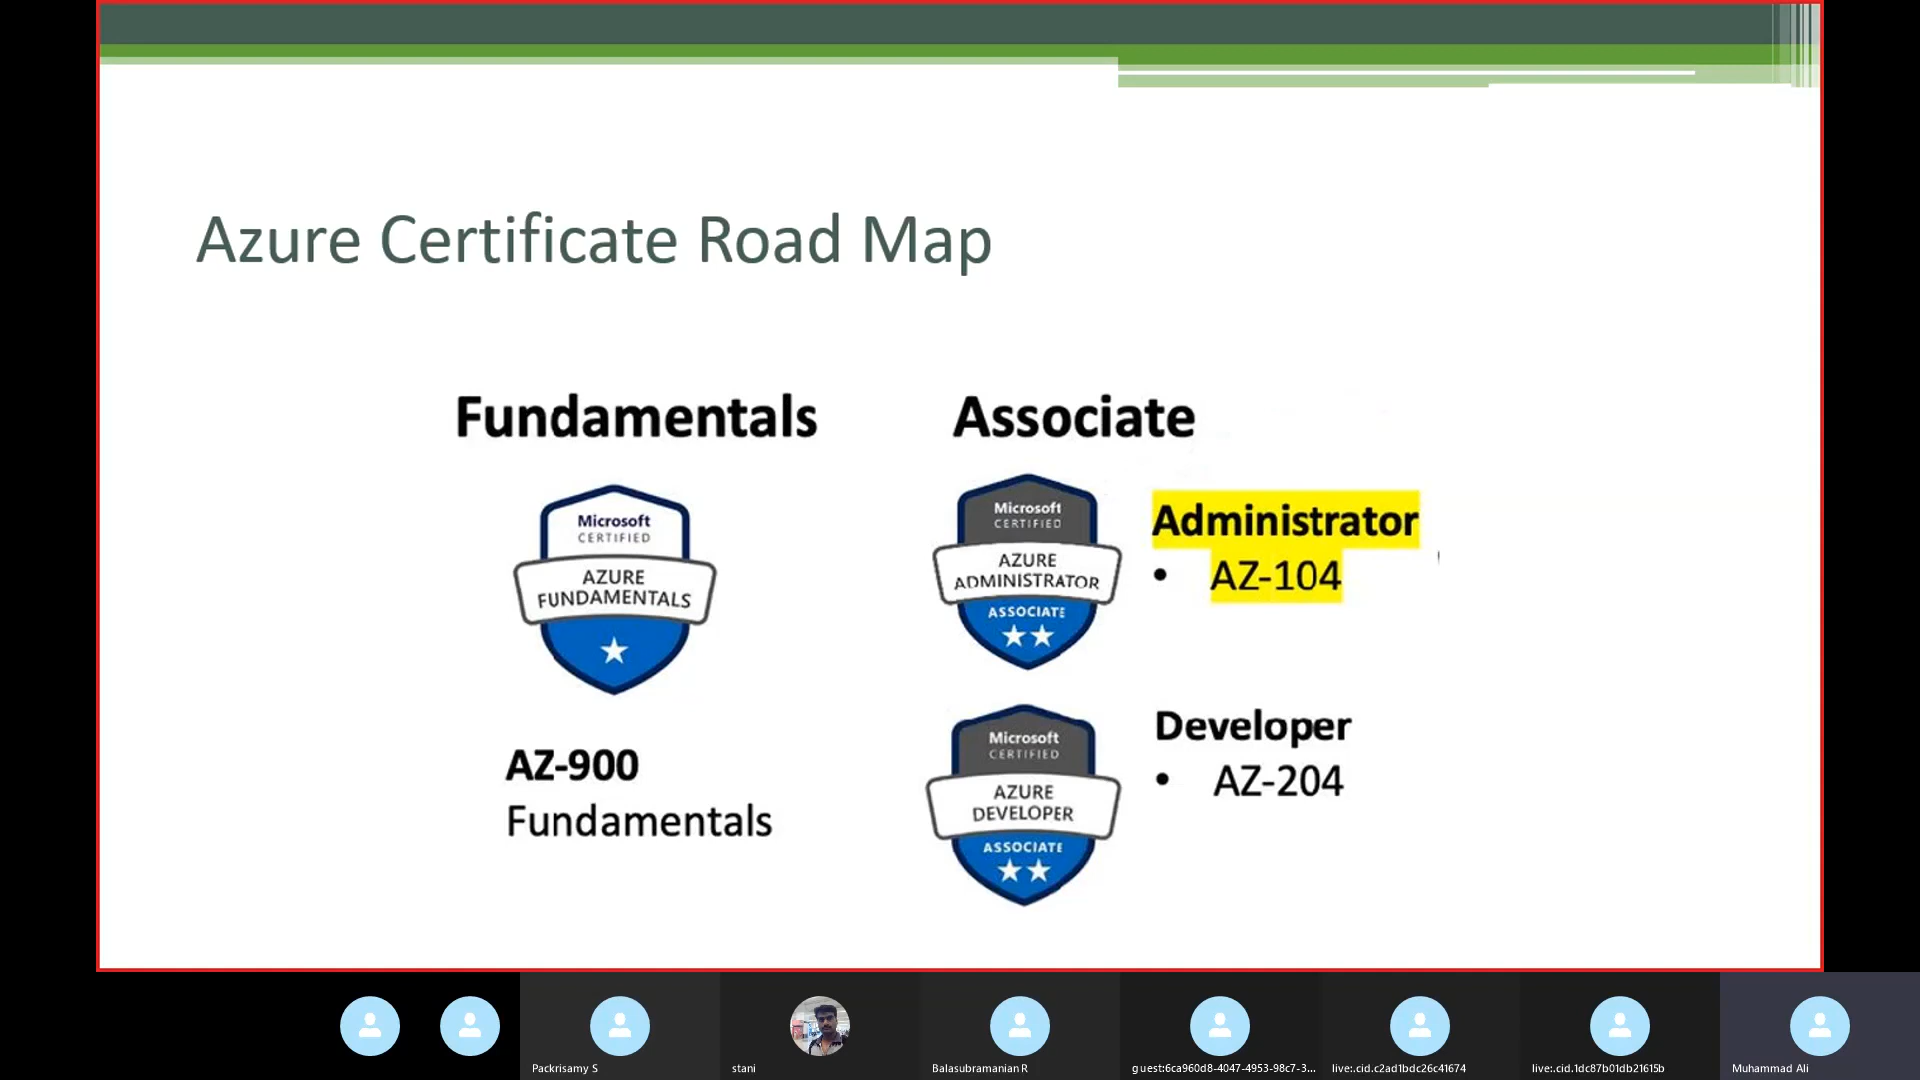 Azure Certificate Road Map
Fundamentals
Microsoft
CERTIFIED
AZURE
FUNDAMENTALS
AZ-900
Fundamentals
Associate
Microsoft
CERTIFIED
AZURE
ADMINISTRATOR
ASSOCIATE
Administrator
• AZ-104
Microsoft
CERTIFIED
AZURE
DEVELOPER
ASSOCIATE
Developer
• AZ-204
Packrisamy S
stani
Balasubramanian R
guest:6ca960d8-4047-4953-98c7-3...
live:.cid.c2ad1bdc26c41674
live:.cid.1dc87b01db21615b
Muhammad Ali